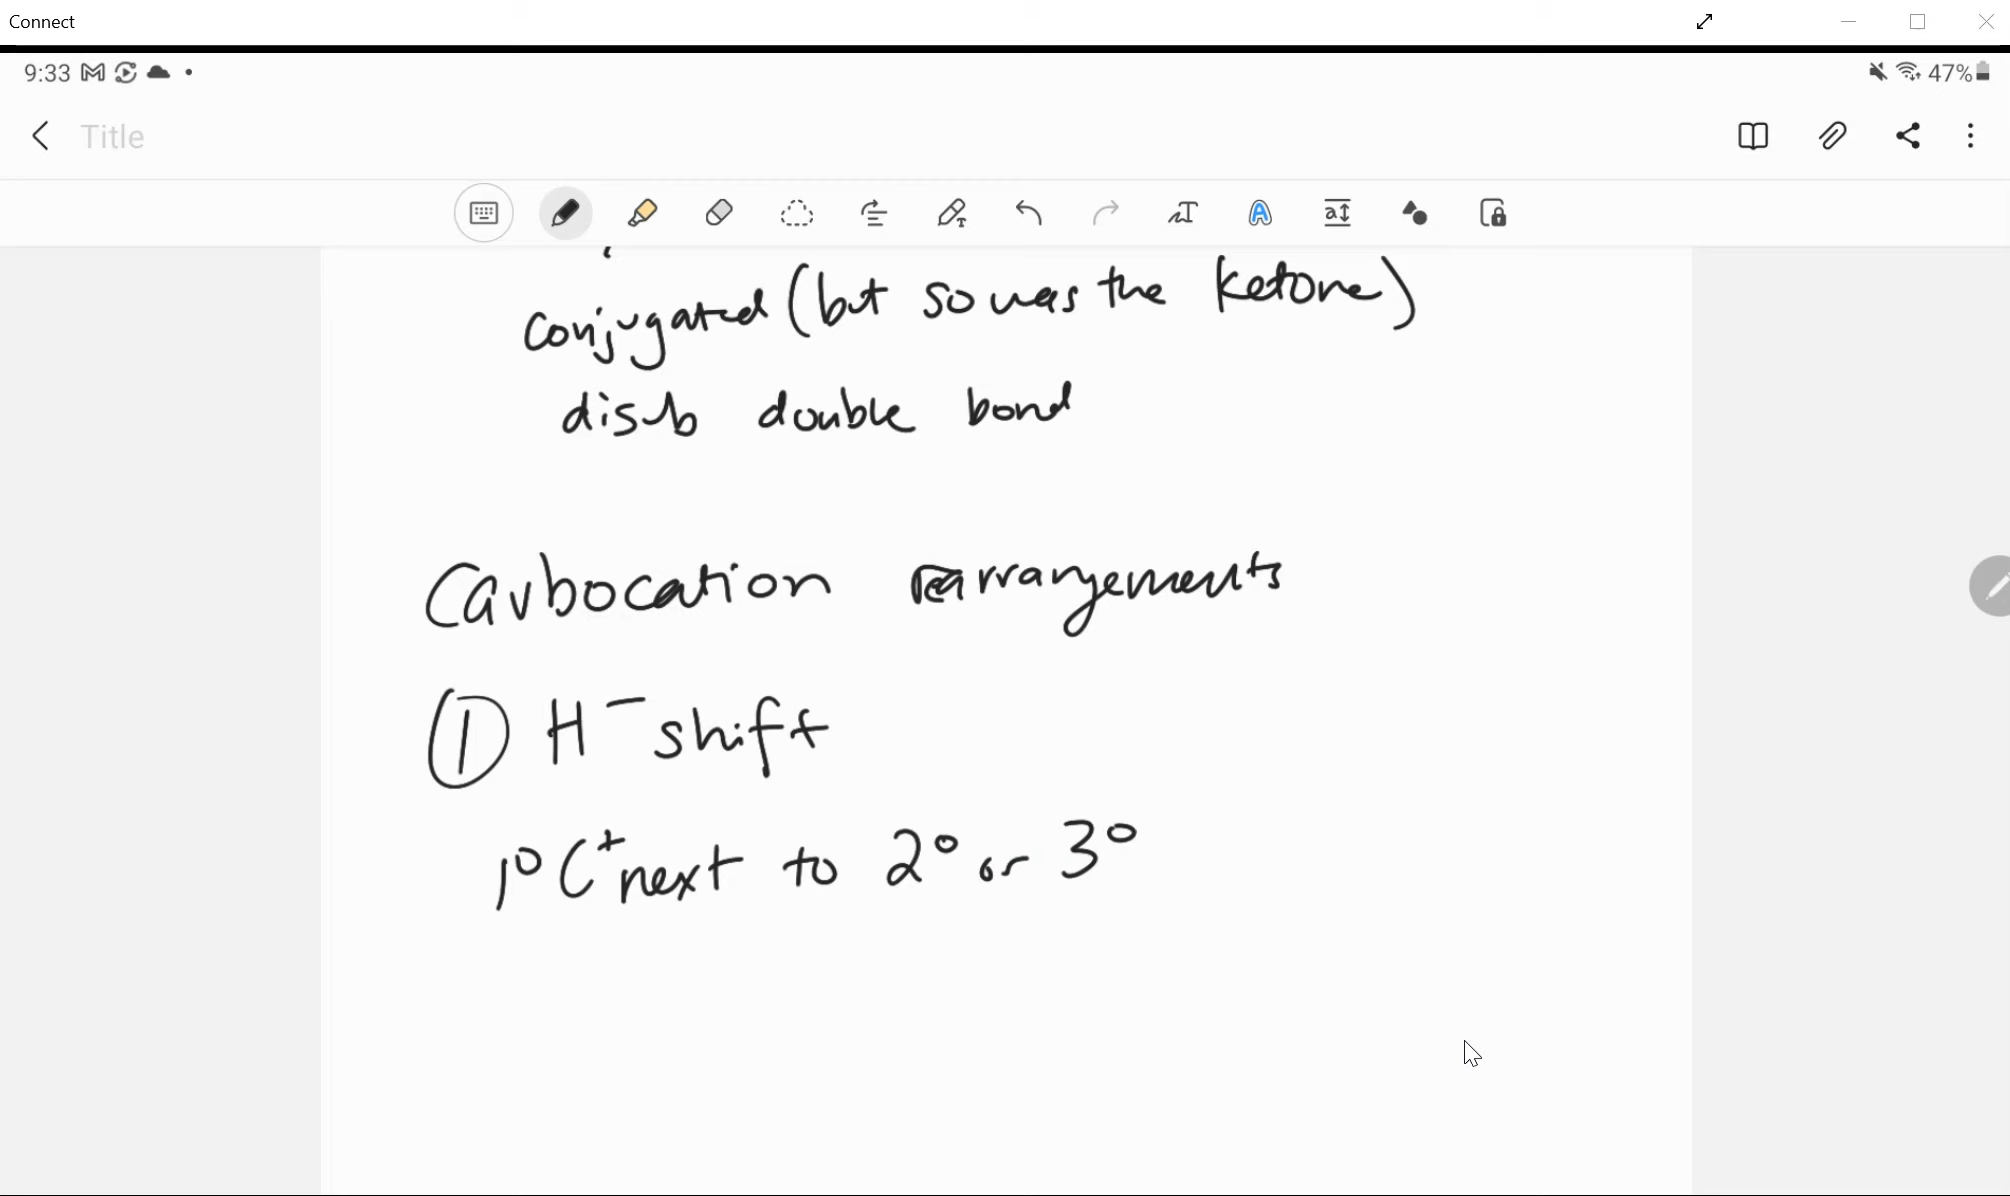 Connect
9:33
47%
Title
conjugated (but so was the ketone)
disub double bond
Carbocation rearrangements
① H⁻ shift
1° C⁺ next to 2° or 3°